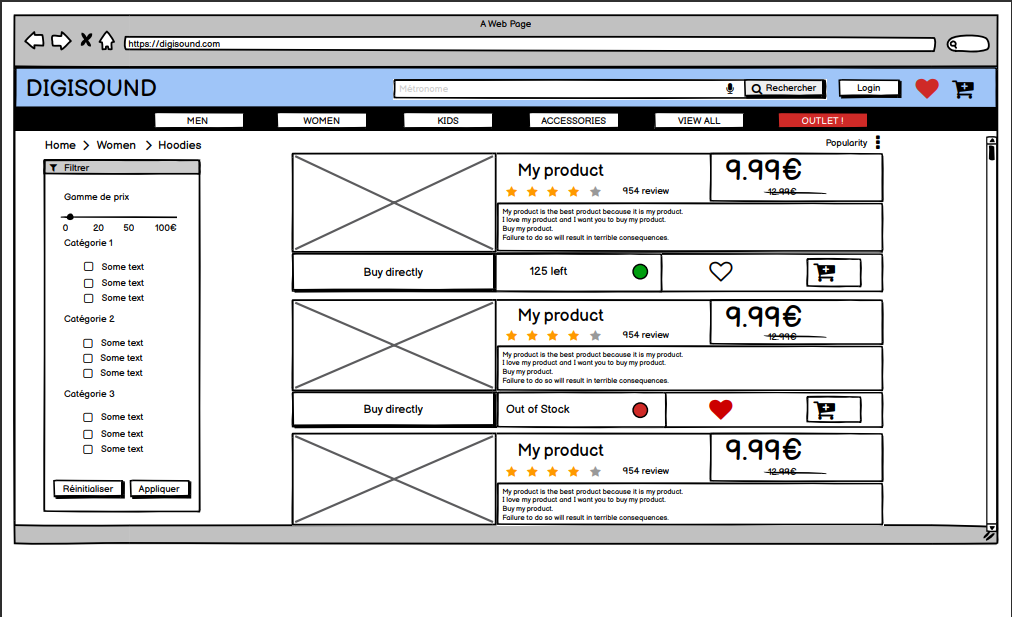 A Web Page
https://digisound.com
DIGISOUND
Métronome
Rechercher
Login
MEN
WOMEN
KIDS
ACCESSORIES
VIEW ALL
OUTLET !
Home > Women > Hoodies
Popularity
Filtrer
Gamme de prix
0 20 50 100€
Catégorie 1
Some text
Some text
Some text
Catégorie 2
Some text
Some text
Some text
Catégorie 3
Some text
Some text
Some text
Réinitialiser
Appliquer
My product
954 review
9.99€
12.99€
My product is the best product because it is my product.
I love my product and I want you to buy my product.
Buy my product.
Failure to do so will result in terrible consequences.
Buy directly
125 left
My product
954 review
9.99€
12.99€
My product is the best product because it is my product.
I love my product and I want you to buy my product.
Buy my product.
Failure to do so will result in terrible consequences.
Buy directly
Out of Stock
My product
954 review
9.99€
12.99€
My product is the best product because it is my product.
I love my product and I want you to buy my product.
Buy my product.
Failure to do so will result in terrible consequences.